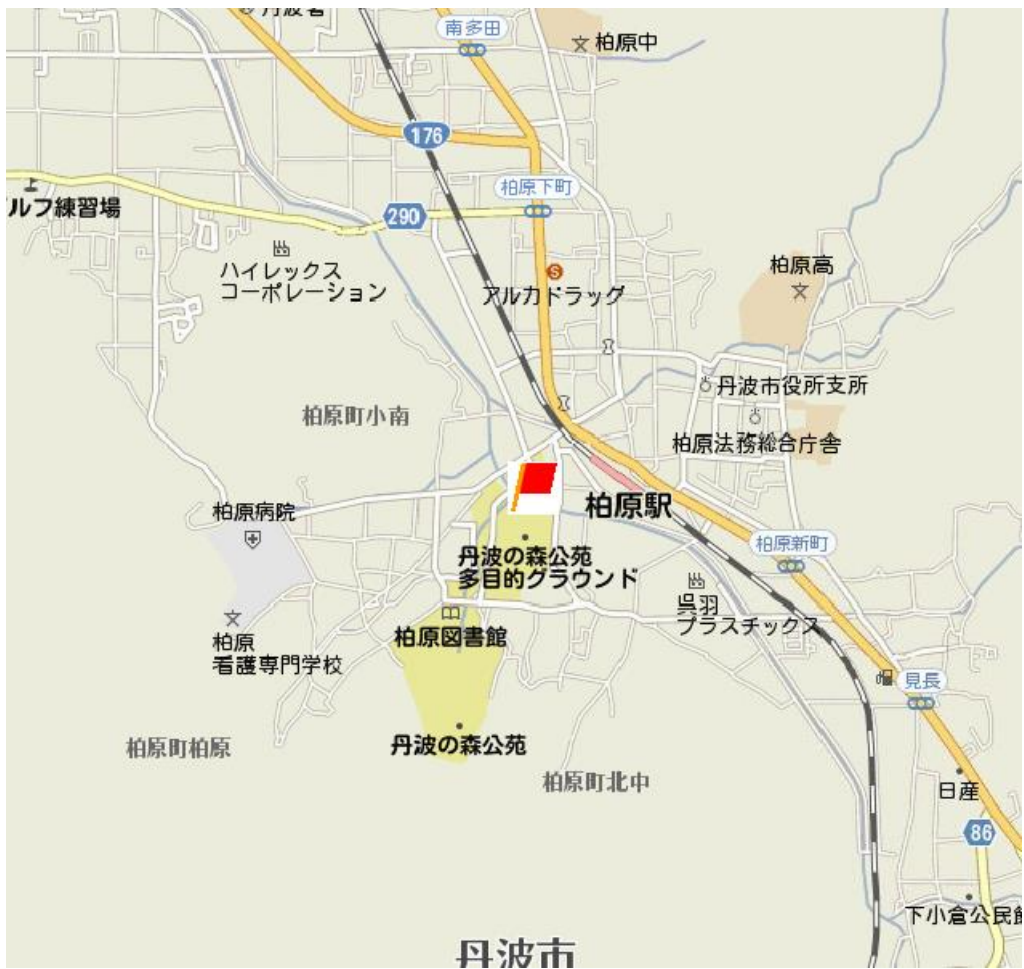 丹波署
南多田
柏原中
176
柏原下町
ルフ練習場
290
ハイレックス
コーポレーション
S
アルカドラッグ
柏原高
丹波市役所支所
柏原町小南
柏原法務総合庁舎
柏原病院
柏原駅
柏原新町
丹波の森公苑
多目的グラウンド
呉羽
プラスチックス
柏原図書館
柏原
看護専門学校
見長
丹波の森公苑
柏原町柏原
柏原町北中
日産
86
下小倉公民館
丹波市